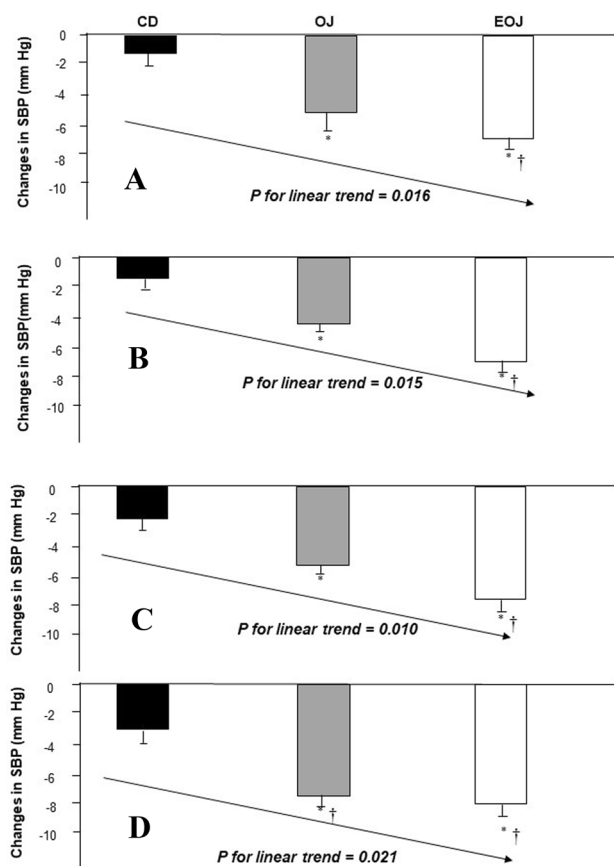 CD OJ EOJ
Changes in SBP (mm Hg)
0
-2
-4
-6
-8
-10
* * †
A
P for linear trend = 0.016
Changes in SBP(mm Hg)
0
-2
-4
-6
-8
-10
* * †
B
P for linear trend = 0.015
Changes in SBP (mm Hg)
0
-2
-4
-6
-8
-10
* * †
C
P for linear trend = 0.010
Changes in SBP (mm Hg)
0
-2
-4
-6
-8
-10
* † * †
D
P for linear trend = 0.021